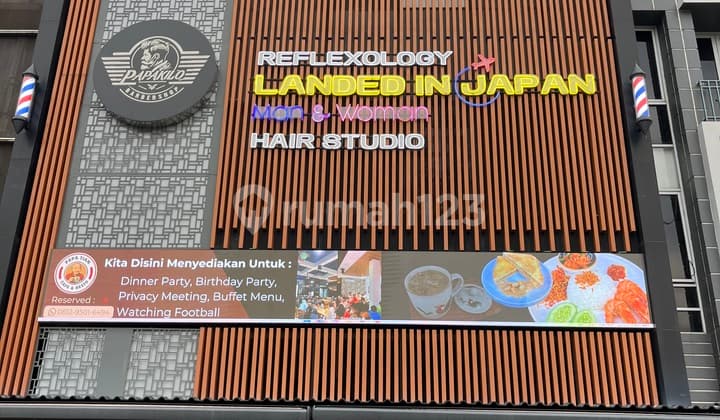 PAPAKILO
BARBERSHOP
REFLEXOLOGY
LANDED IN JAPAN
Man & Woman
HAIR STUDIO
rumah123
Kita Disini Menyediakan Untuk :
Dinner Party, Birthday Party,
Privacy Meeting, Buffet Menu,
Watching Football
Reserved :